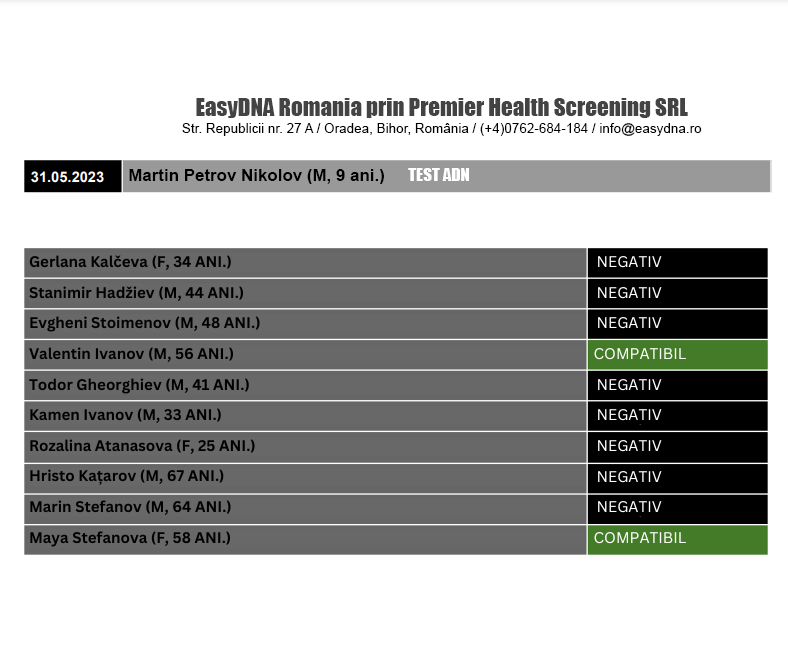 EasyDNA Romania prin Premier Health Screening SRL
Str. Republicii nr. 27 A / Oradea, Bihor, România / (+4)0762-684-184 / info@easydna.ro
31.05.2023 Martin Petrov Nikolov (M, 9 ani.) TEST ADN
Gerlana Kalčeva (F, 34 ANI.) NEGATIV
Stanimir Hadžiev (M, 44 ANI.) NEGATIV
Evgheni Stoimenov (M, 48 ANI.) NEGATIV
Valentin Ivanov (M, 56 ANI.) COMPATIBIL
Todor Gheorghiev (M, 41 ANI.) NEGATIV
Kamen Ivanov (M, 33 ANI.) NEGATIV
Rozalina Atanasova (F, 25 ANI.) NEGATIV
Hristo Kațarov (M, 67 ANI.) NEGATIV
Marin Stefanov (M, 64 ANI.) NEGATIV
Maya Stefanova (F, 58 ANI.) COMPATIBIL